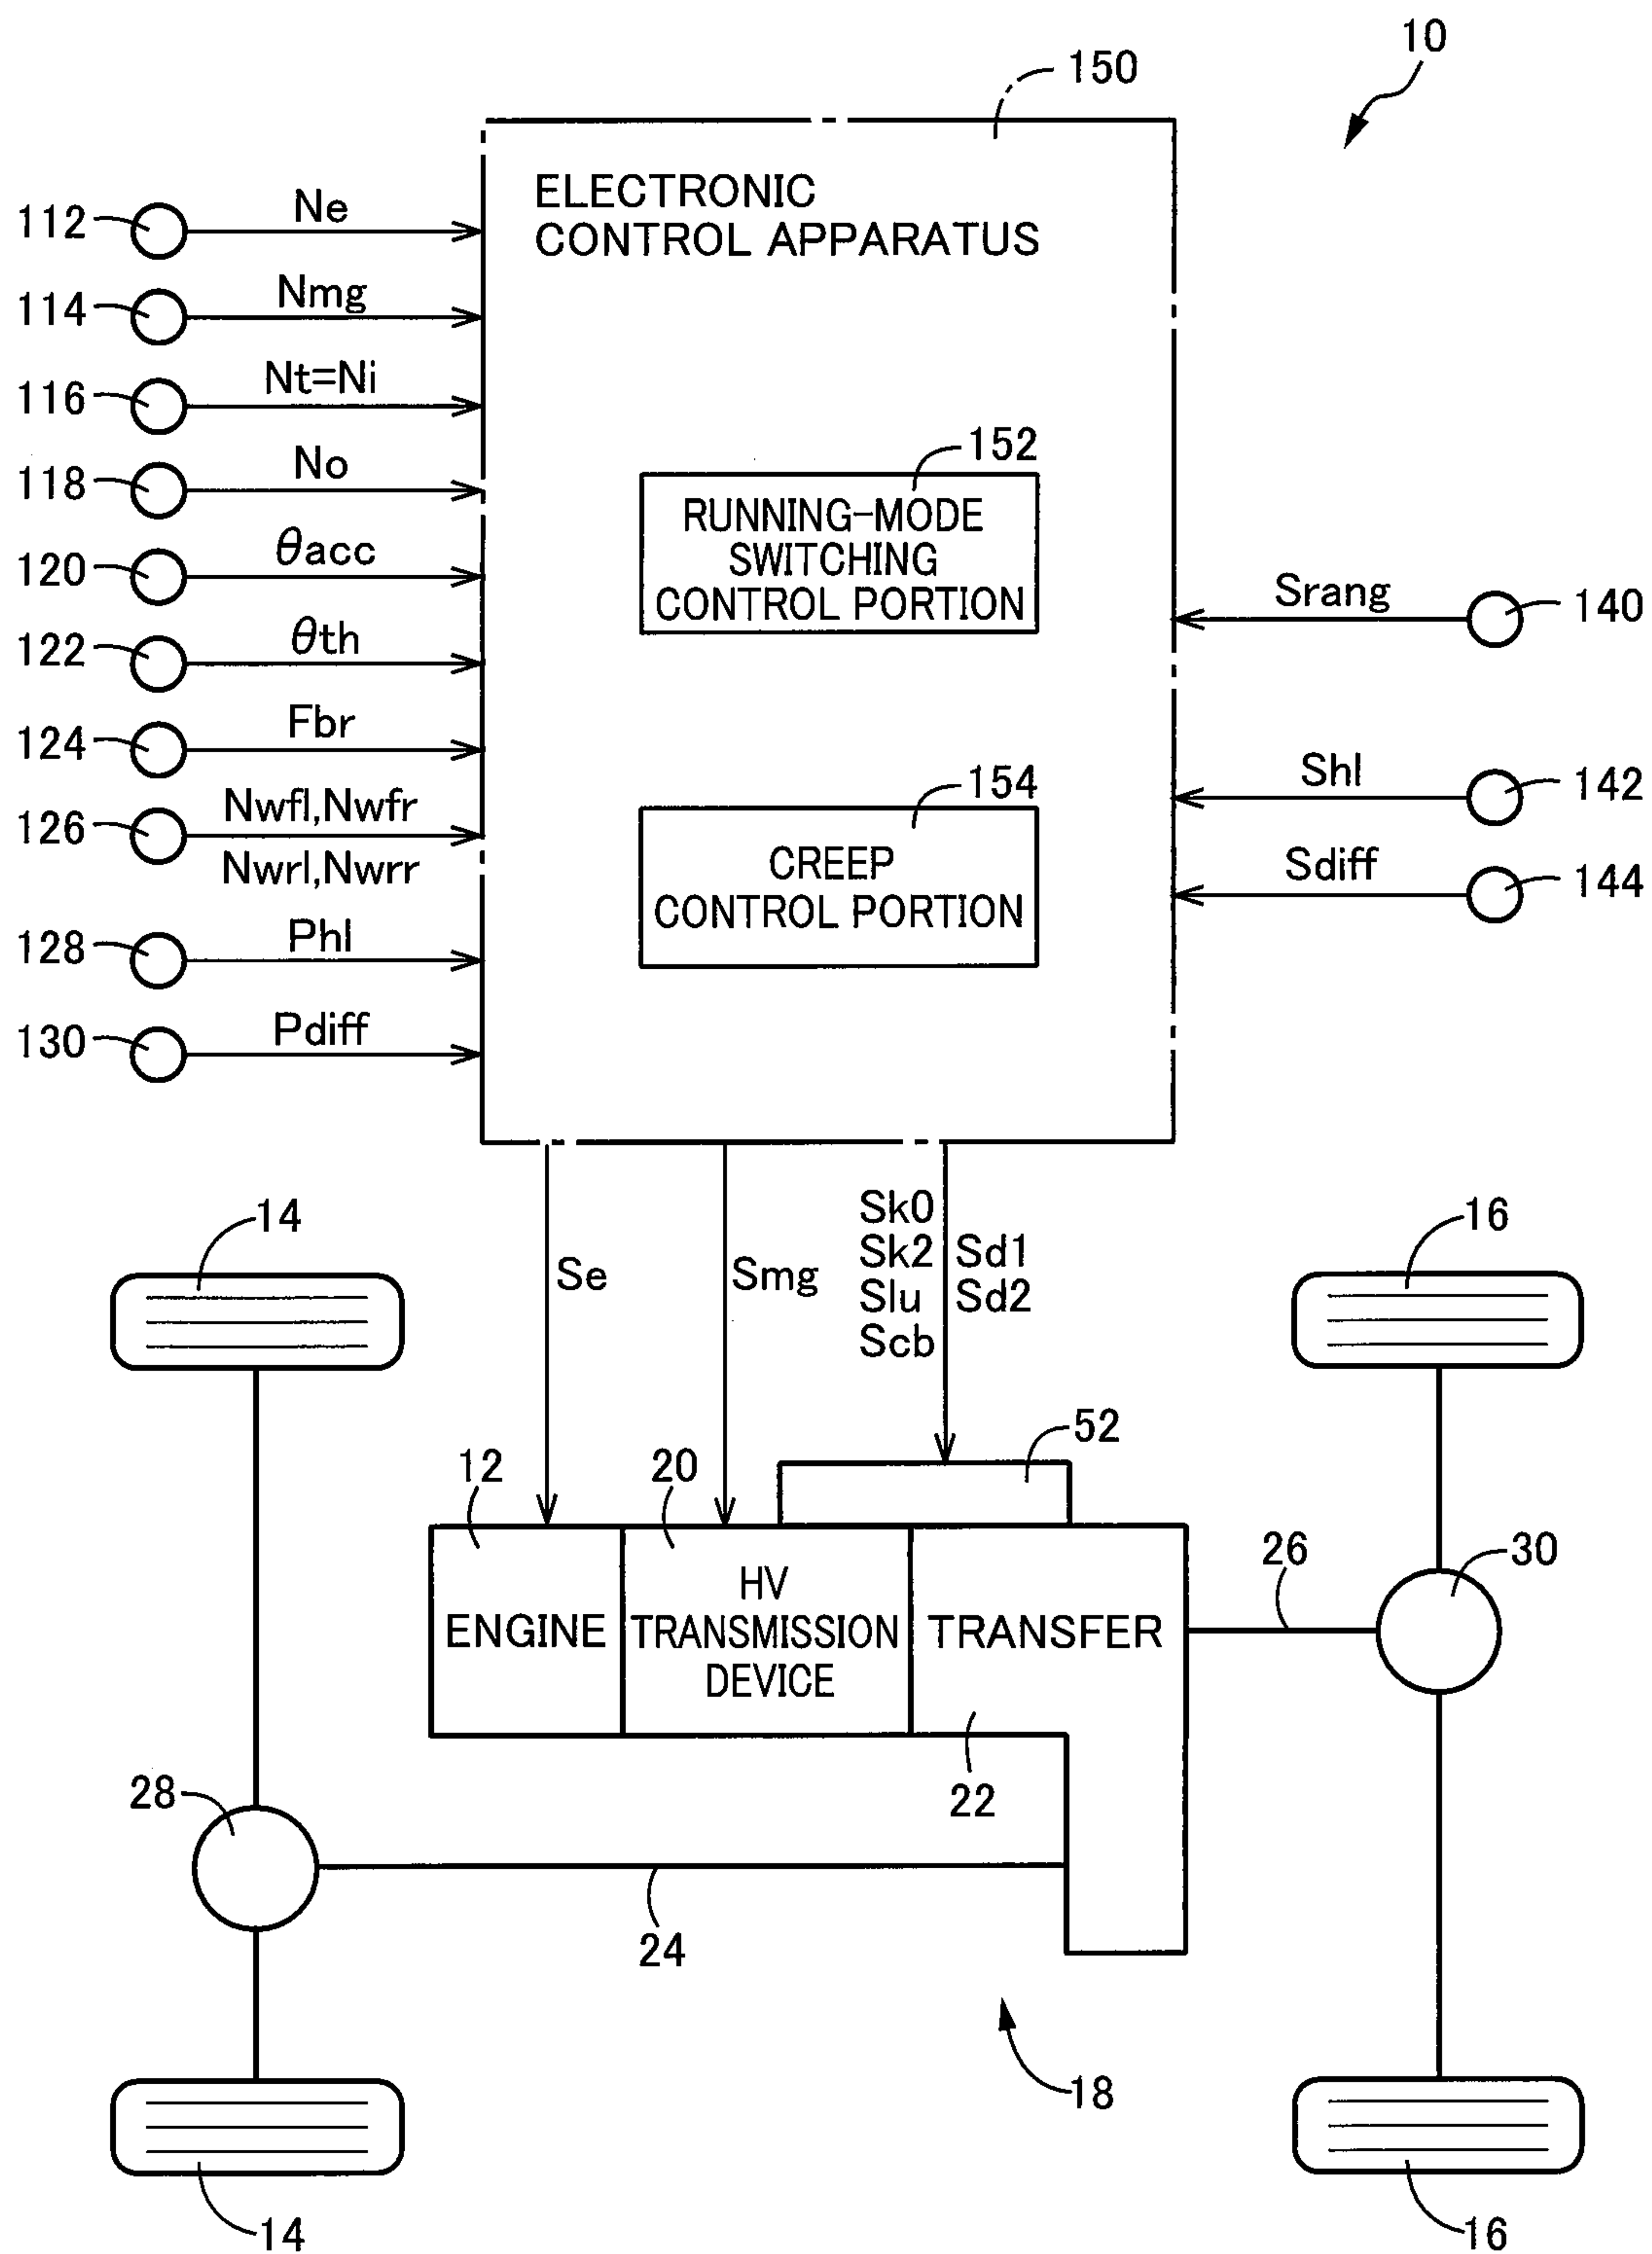 10
150
ELECTRONIC
CONTROL APPARATUS
112 Ne
114 Nmg
116 Nt=Ni
118 No
120 θacc
122 θth
124 Fbr
126 Nwfl,Nwfr
Nwrl,Nwrr
128 Phl
130 Pdiff
152
RUNNING-MODE
SWITCHING
CONTROL PORTION
154
CREEP
CONTROL PORTION
Srang 140
Shl 142
Sdiff 144
Se
Smg
Sk0
Sk2 Sd1
Slu Sd2
Scb
14
16
52
12
20
ENGINE
HV
TRANSMISSION
DEVICE
TRANSFER
26
30
22
28
24
18
14
16